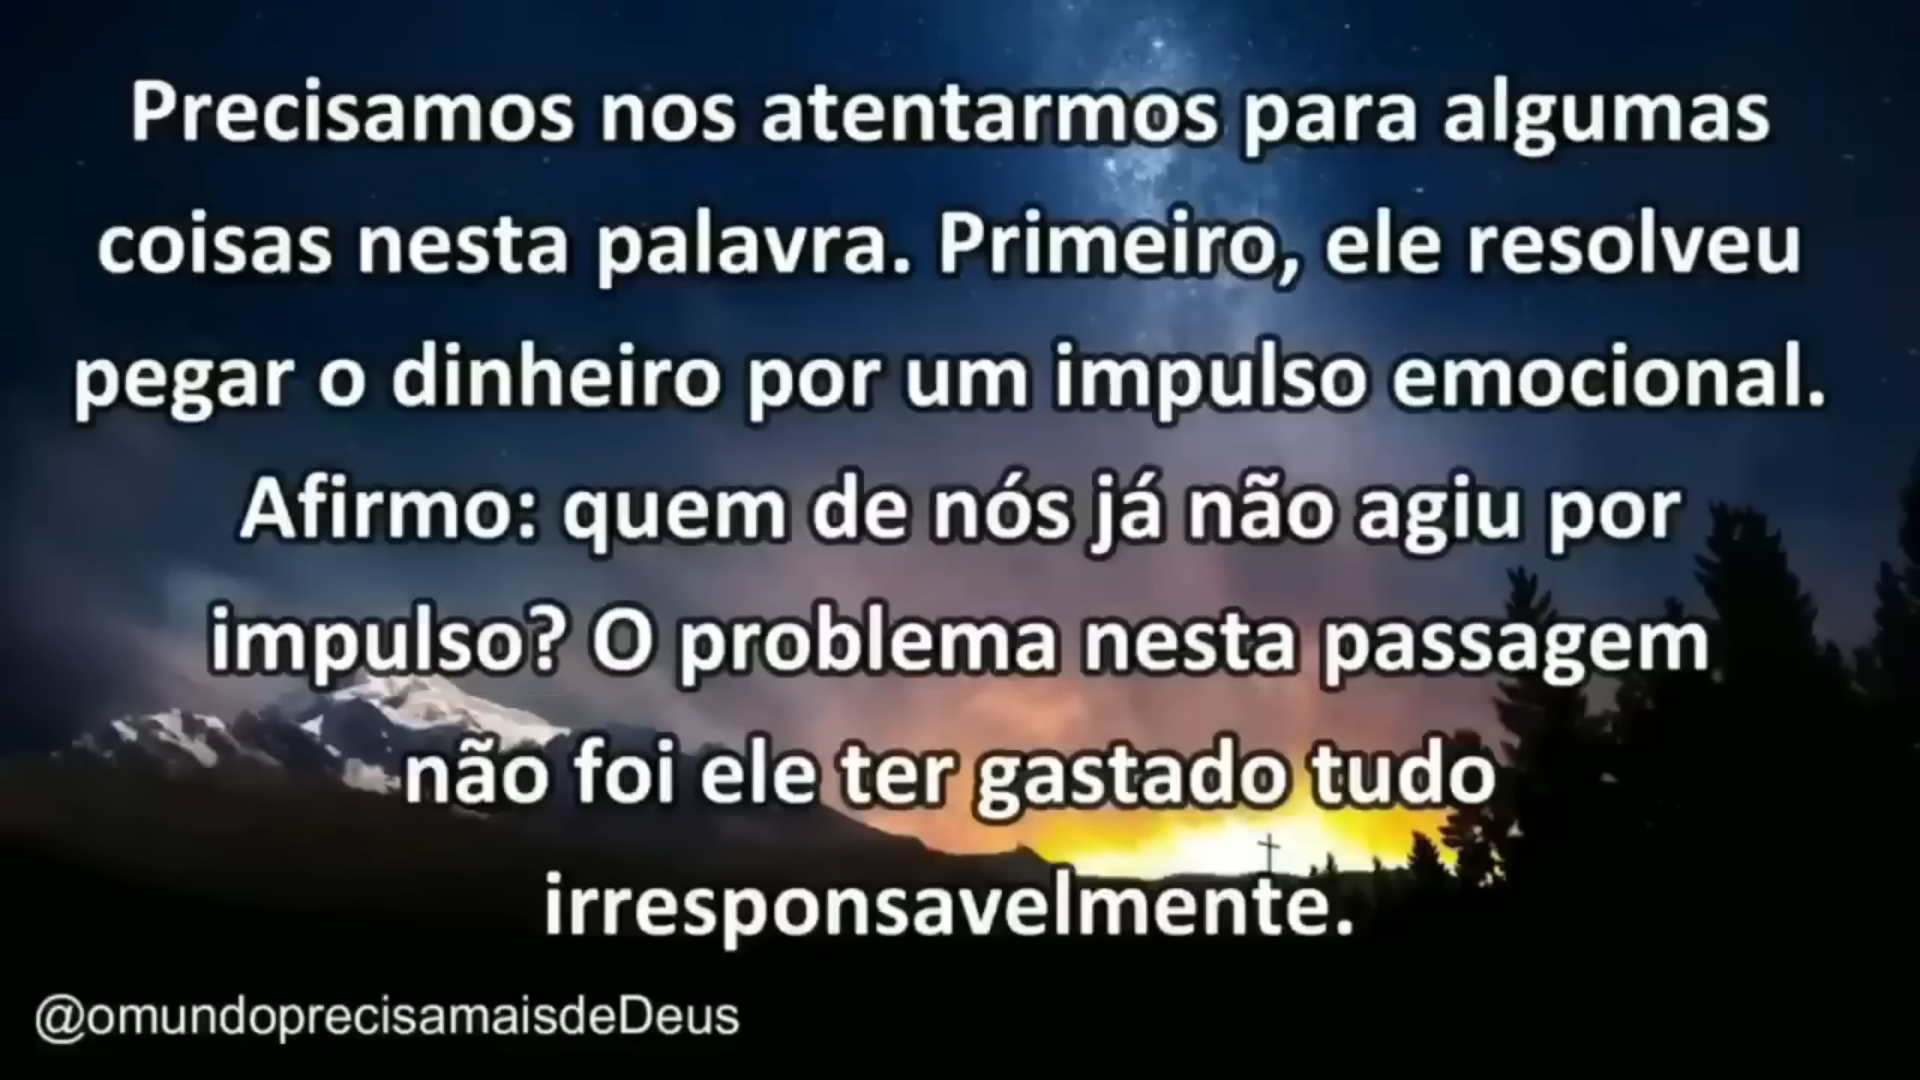 Precisamos nos atentarmos para algumas
coisas nesta palavra. Primeiro, ele resolveu
pegar o dinheiro por um impulso emocional.
Afirmo: quem de nós já não agiu por
impulso? O problema nesta passagem
não foi ele ter gastado tudo
irresponsavelmente.
@omundoprecisamaisdeDeus